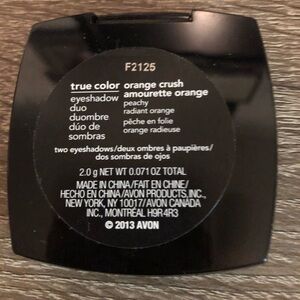 F2125
true color orange crush
eyeshadow amourette orange
duo peachy
duombre radiant orange
dúo de pêche en folie
sombras orange radieuse
two eyeshadows/deux ombres à paupières/
dos sombras de ojos
2.0 g NET WT 0.071 OZ TOTAL
MADE IN CHINA/FAIT EN CHINE/
HECHO EN CHINA/AVON PRODUCTS,INC.,
NEW YORK, NY 10017/AVON CANADA
INC., MONTRÉAL H9R 4R3
© 2013 AVON